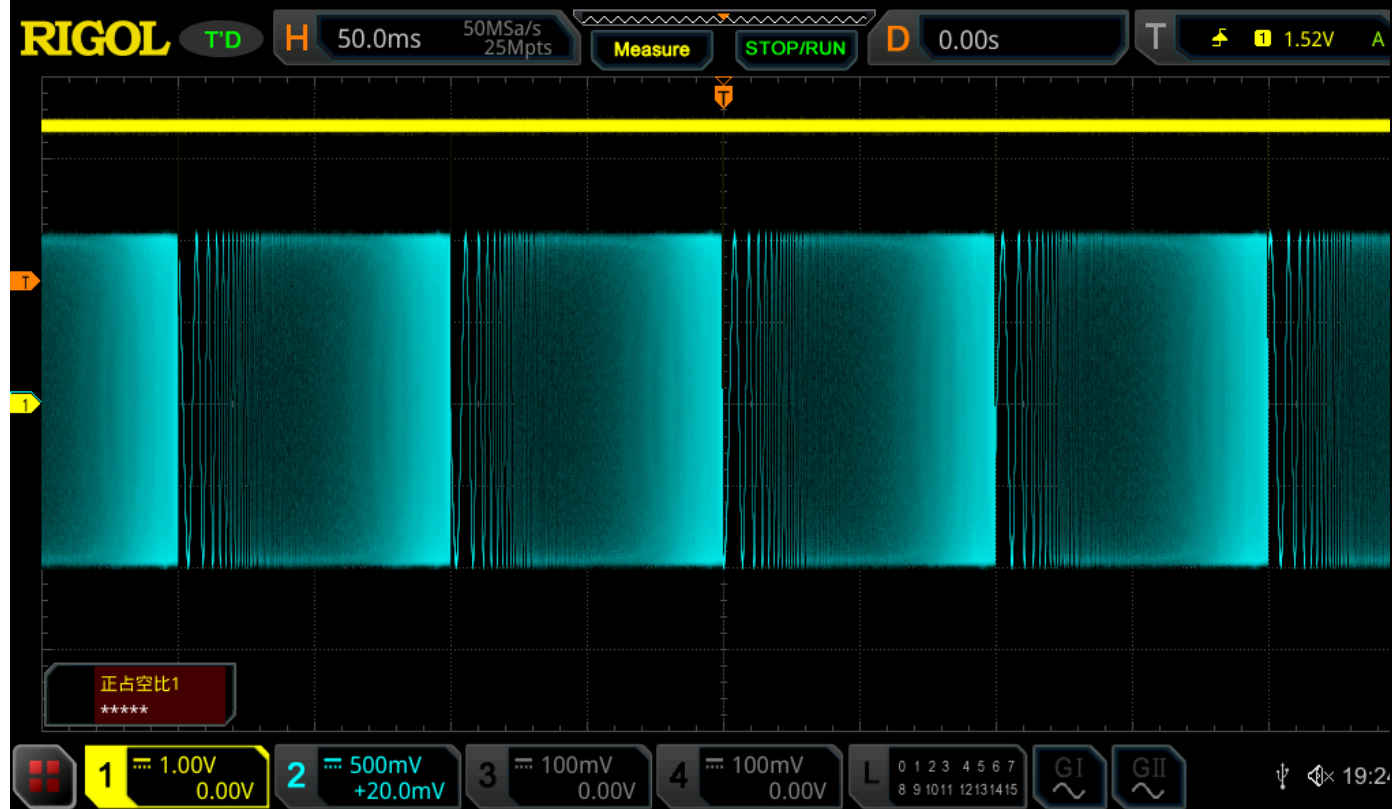 RIGOL T'D H 50.0ms 50MSa/s 25Mpts Measure STOP/RUN D 0.00s T 1 1.52V A
T
T
1
正占空比1
*****
1 1.00V 0.00V 2 500mV +20.0mV 3 100mV 0.00V 4 100mV 0.00V L 0 1 2 3 4 5 6 7 8 9 10 11 12 13 14 15 GI GII 19:24